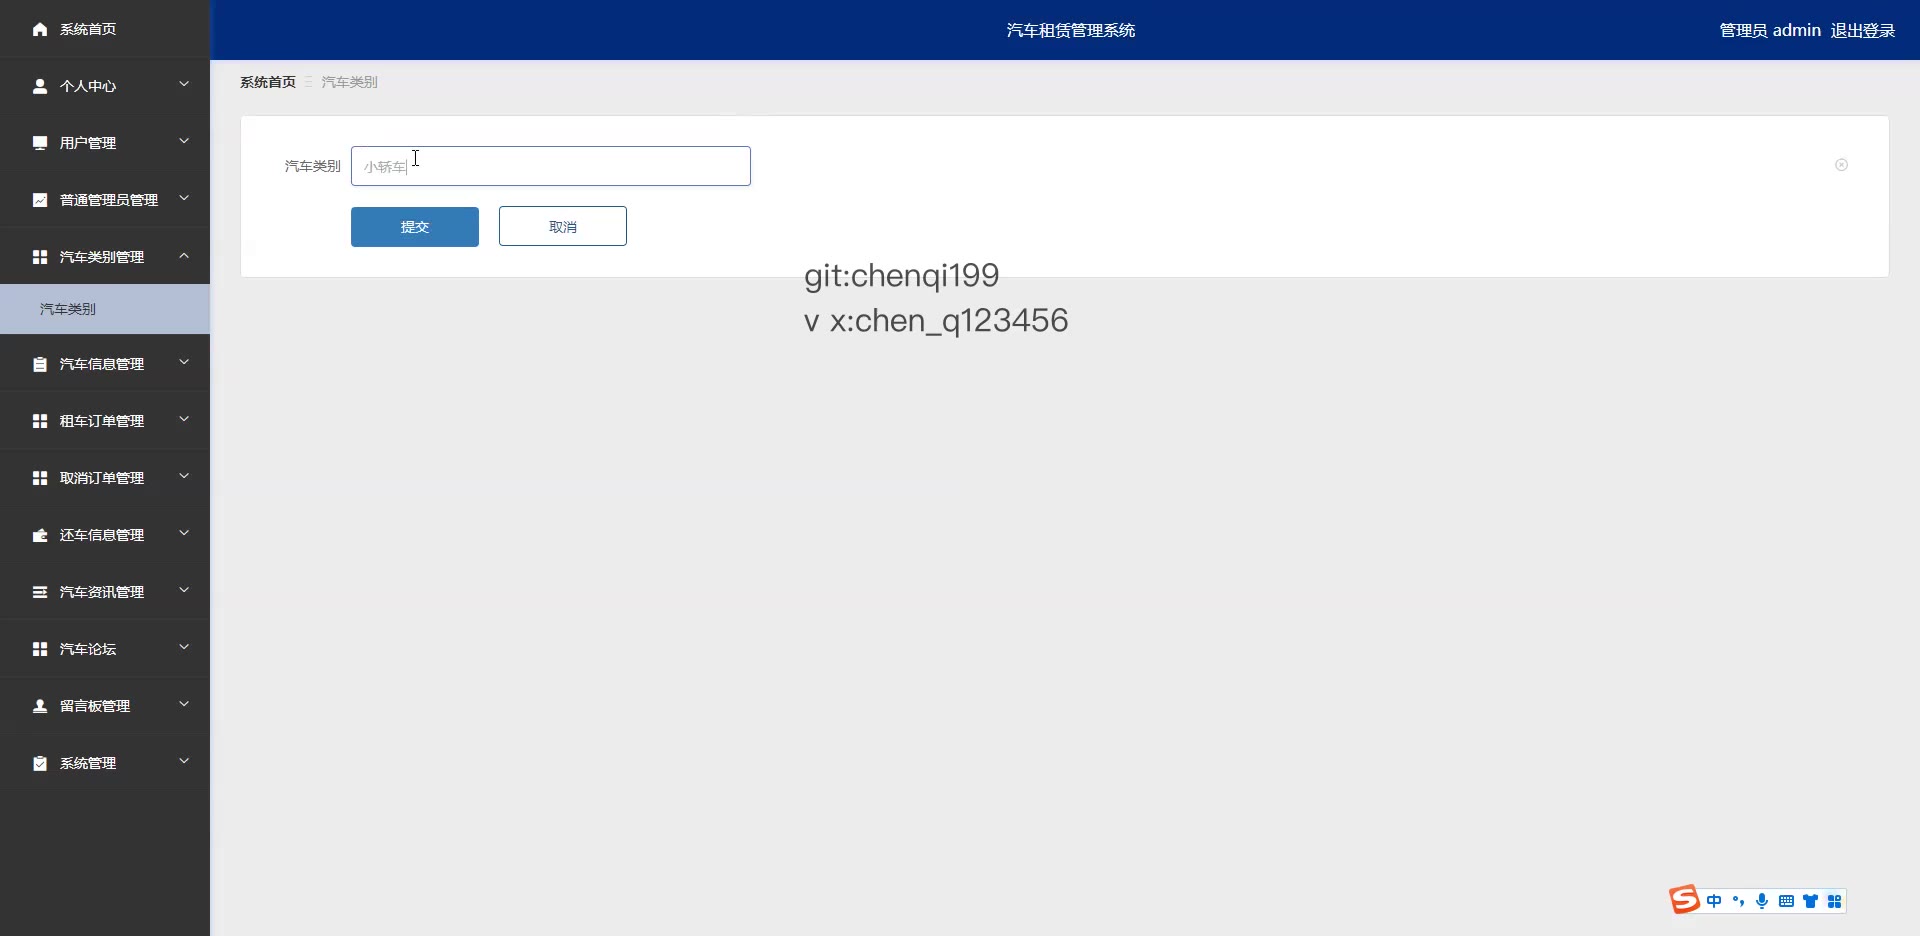 系统首页
个人中心
用户管理
普通管理员管理
汽车类别管理
汽车类别
汽车信息管理
租车订单管理
取消订单管理
还车信息管理
汽车资讯管理
汽车论坛
留言板管理
系统管理
汽车租赁管理系统
管理员 admin 退出登录
系统首页 汽车类别
汽车类别 小轿车
提交 取消
git:chenqi199
v x:chen_q123456
中